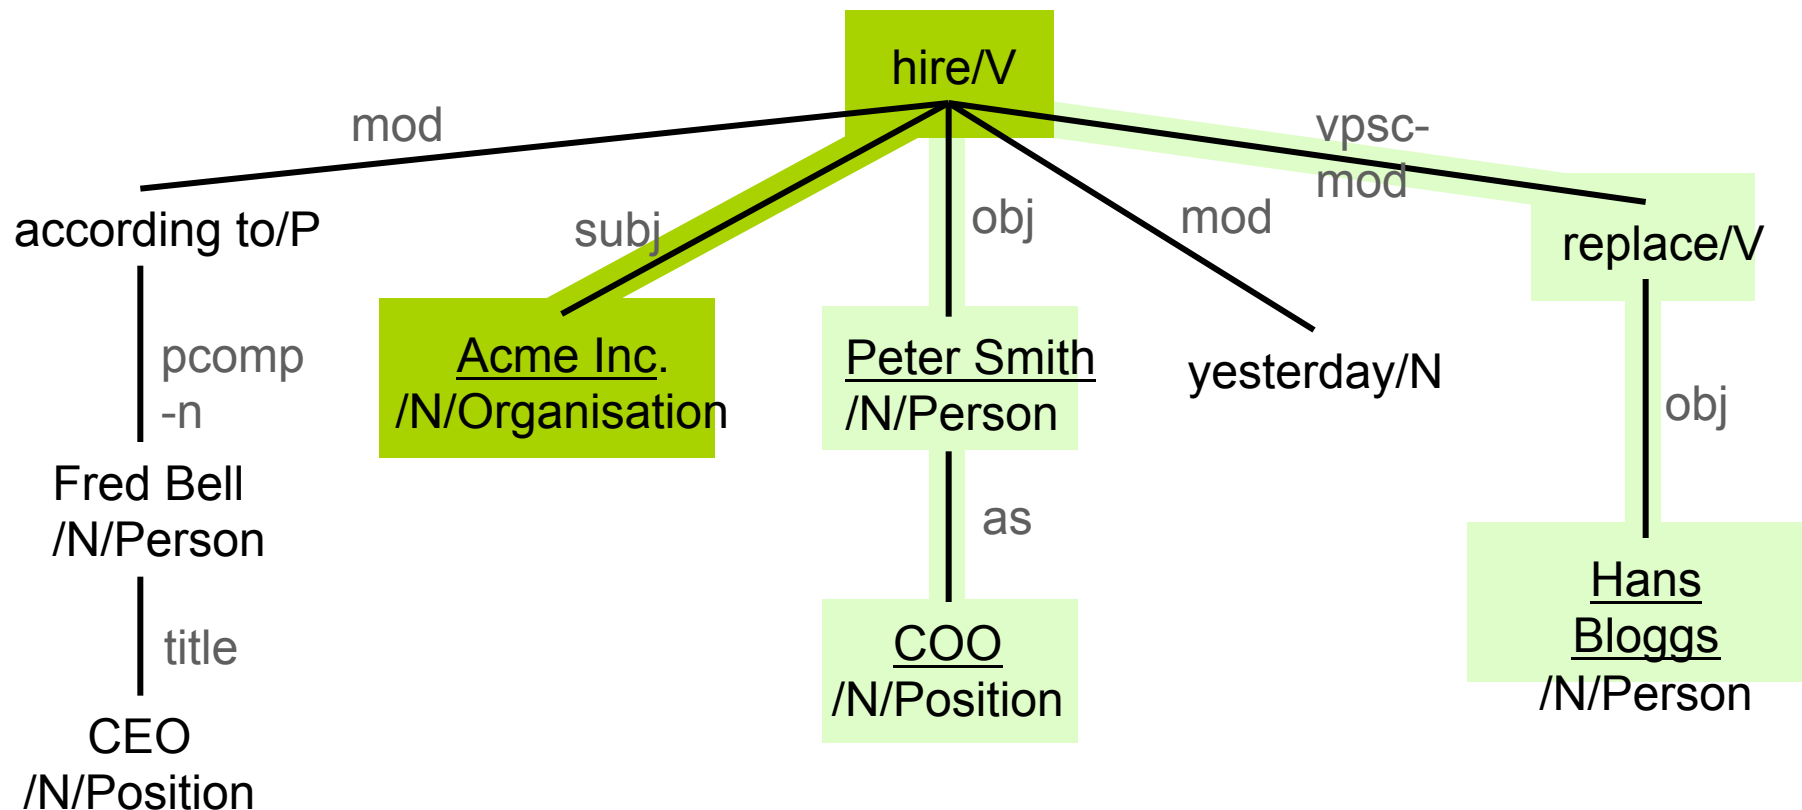 hire/V
mod
vpsc-
mod
according to/P
subj
obj
mod
replace/V
pcomp
-n
Acme Inc.
/N/Organisation
Peter Smith
/N/Person
yesterday/N
obj
Fred Bell
/N/Person
as
Hans
Bloggs
/N/Person
title
COO
/N/Position
CEO
/N/Position